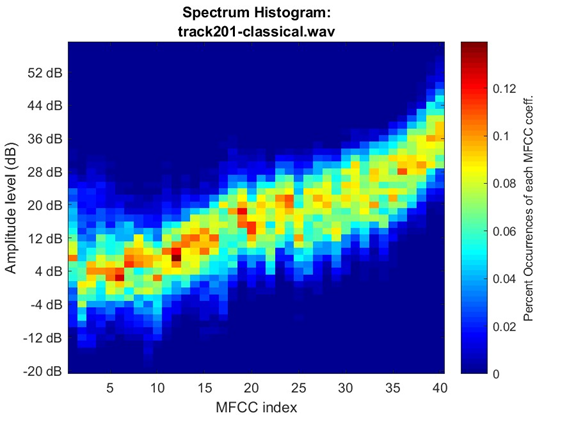 Spectrum Histogram:
track201-classical.wav
52 dB
44 dB
36 dB
28 dB
20 dB
12 dB
4 dB
-4 dB
-12 dB
-20 dB
Amplitude level (dB)
5 10 15 20 25 30 35 40
MFCC index
0.12
0.1
0.08
0.06
0.04
0.02
0
Percent Occurrences of each MFCC coeff.